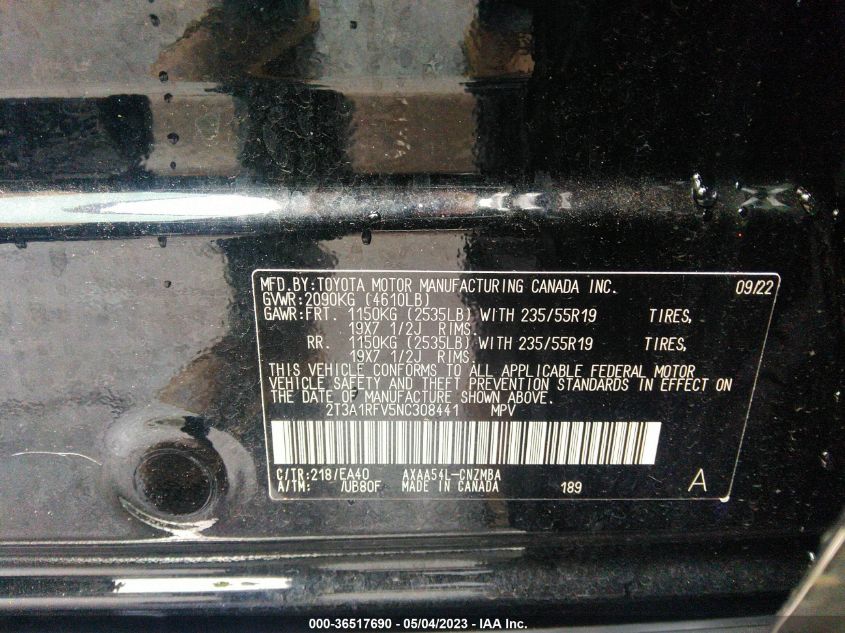 MFD.BY:TOYOTA MOTOR MANUFACTURING CANADA INC. 09/22
GVWR:2090KG (4610LB)
GAWR:FRT. 1150KG (2535LB) WITH 235/55R19 TIRES,
19X7 1/2J RIMS.
RR. 1150KG (2535LB) WITH 235/55R19 TIRES,
19X7 1/2J RIMS.
THIS VEHICLE CONFORMS TO ALL APPLICABLE FEDERAL MOTOR
VEHICLE SAFETY AND THEFT PREVENTION STANDARDS IN EFFECT ON
THE DATE OF MANUFACTURE SHOWN ABOVE.
2T3A1RFV5NC308441 MPV
C/TR:218/EA40 AXAA54L-CNZMBA
A/TM: /UB80F MADE IN CANADA 189 A
000-36517690 - 05/04/2023 - IAA Inc.